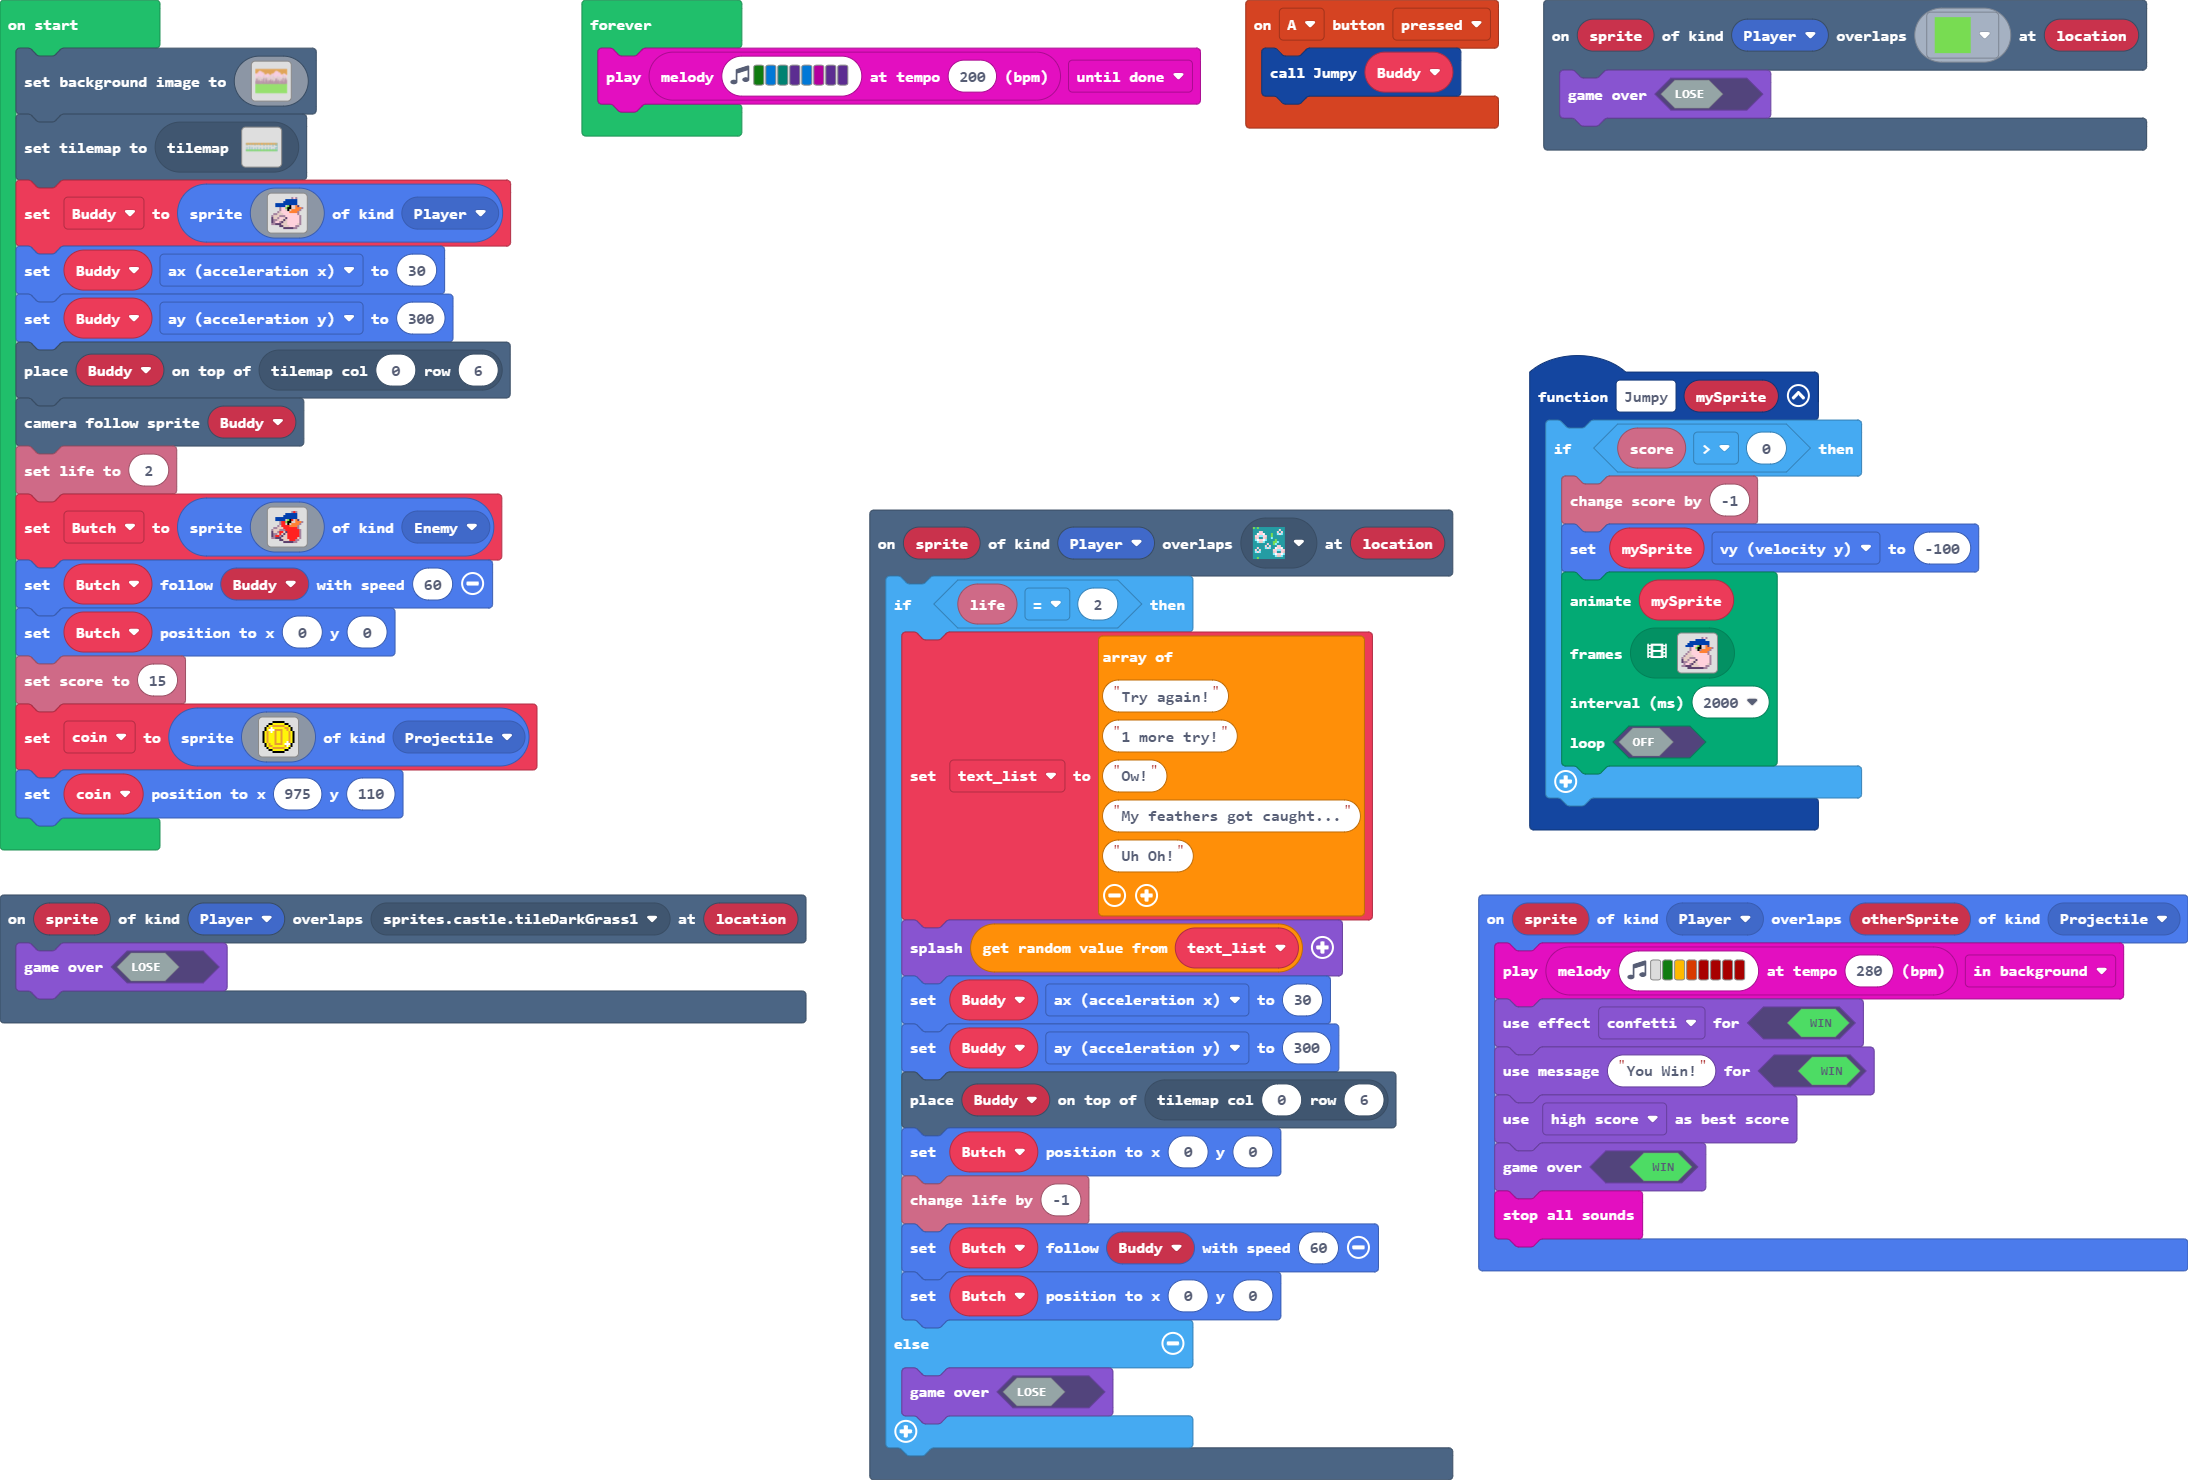 on start
set background image to
set tilemap to tilemap
set Buddy to sprite of kind Player
set Buddy ax (acceleration x) to 30
set Buddy ay (acceleration y) to 300
place Buddy on top of tilemap col 0 row 6
camera follow sprite Buddy
set life to 2
set Butch to sprite of kind Enemy
set Butch follow Buddy with speed 60
set Butch position to x 0 y 0
set score to 15
set coin to sprite of kind Projectile
set coin position to x 975 y 110
forever
play melody at tempo 200 (bpm) until done
on A button pressed
call Jumpy Buddy
on sprite of kind Player overlaps at location
game over LOSE
function Jumpy mySprite
if score > 0 then
change score by -1
set mySprite vy (velocity y) to -100
animate mySprite
frames
interval (ms) 2000
loop OFF
on sprite of kind Player overlaps at location
if life = 2 then
set text_list to array of
"Try again!"
"1 more try!"
"Ow!"
"My feathers got caught..."
"Uh Oh!"
splash get random value from text_list
set Buddy ax (acceleration x) to 30
set Buddy ay (acceleration y) to 300
place Buddy on top of tilemap col 0 row 6
set Butch position to x 0 y 0
change life by -1
set Butch follow Buddy with speed 60
set Butch position to x 0 y 0
else
game over LOSE
on sprite of kind Player overlaps sprites.castle.tileDarkGrass1 at location
game over LOSE
on sprite of kind Player overlaps otherSprite of kind Projectile
play melody at tempo 280 (bpm) in background
use effect confetti for WIN
use message "You Win!" for WIN
use high score as best score
game over WIN
stop all sounds